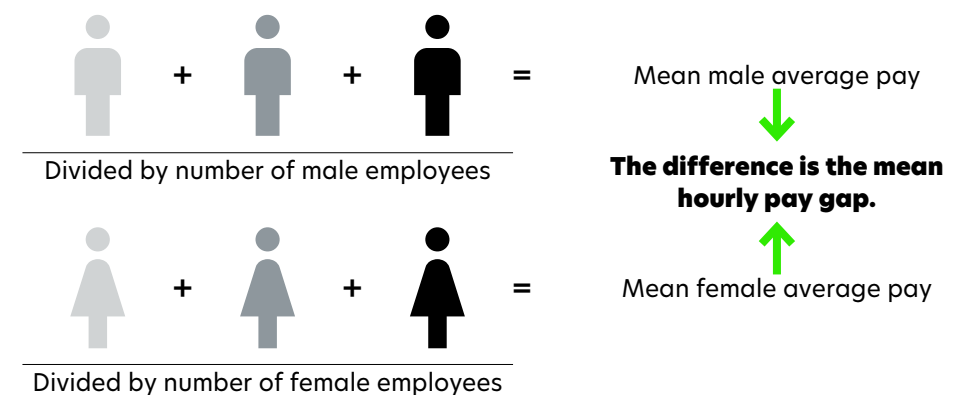 + + = Mean male average pay
Divided by number of male employees
The difference is the mean
hourly pay gap.
+ + = Mean female average pay
Divided by number of female employees